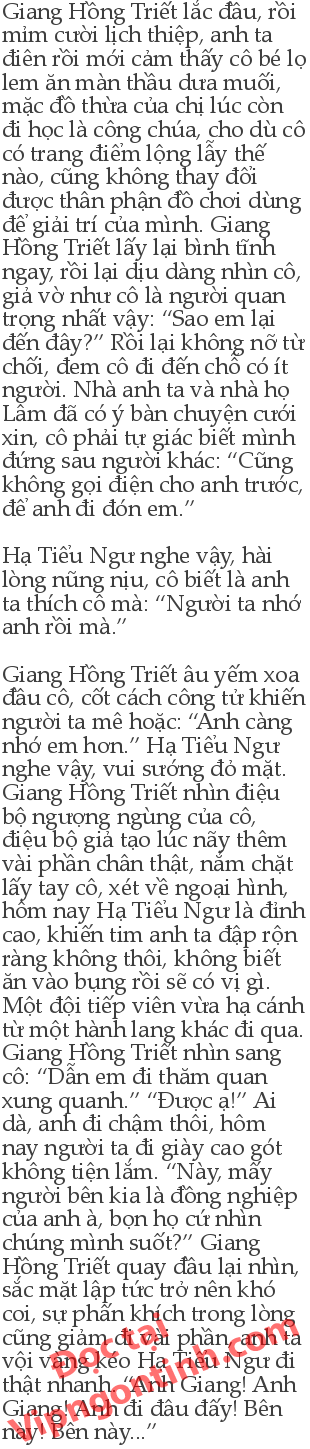 Giang Hồng Triết lắc đầu, rồi
mỉm cười lịch thiệp, anh ta
điên rồi mới cảm thấy cô bé lọ
lem ăn màn thầu dưa muối,
mặc đồ thừa của chị lúc còn
đi học là công chúa, cho dù cô
có trang điểm lộng lẫy thế
nào, cũng không thay đổi
được thân phận đồ chơi dùng
để giải trí của mình. Giang
Hồng Triết lấy lại bình tĩnh
ngay, rồi lại dịu dàng nhìn cô,
giả vờ như cô là người quan
trọng nhất vậy: “Sao em lại
đến đây?” Rồi lại không nỡ từ
chối, đem cô đi đến chỗ có ít
người. Nhà anh ta và nhà họ
Lâm đã có ý bàn chuyện cưới
xin, cô phải tự giác biết mình
đứng sau người khác: “Cũng
không gọi điện cho anh trước,
để anh đi đón em.”
Hạ Tiểu Ngư nghe vậy, hài
lòng nũng nịu, cô biết là anh
ta thích cô mà: “Người ta nhớ
anh rồi mà.”
Giang Hồng Triết âu yếm xoa
đầu cô, cốt cách công tử khiến
người ta mê hoặc: “Anh càng
nhớ em hơn.” Hạ Tiểu Ngư
nghe vậy, vui sướng đỏ mặt.
Giang Hồng Triết nhìn điệu
bộ ngượng ngùng của cô,
điệu bộ giả tạo lúc nãy thêm
vài phần chân thật, nắm chặt
lấy tay cô, xét về ngoại hình,
hôm nay Hạ Tiểu Ngư là đỉnh
cao, khiến tim anh ta đập rộn
ràng không thôi, không biết
ăn vào bụng rồi sẽ có vị gì.
Một đội tiếp viên vừa hạ cánh
từ một hành lang khác đi qua.
Giang Hồng Triết nhìn sang
cô: “Dẫn em đi thăm quan
xung quanh.” “Được ạ!” Ai
dà, anh đi chậm thôi, hôm
nay người ta đi giày cao gót
không tiện lắm. “Này, mấy
người bên kia là đồng nghiệp
của anh à, bọn họ cứ nhìn
chúng mình suốt?” Giang
Hồng Triết quay đầu lại nhìn,
sắc mặt lập tức trở nên khó
coi, sự phấn khích trong lòng
cũng giảm đi vài phần, anh ta
vội vàng kéo Hạ Tiểu Ngư đi
thật nhanh. “Anh Giang! Anh
Giang! Anh đi đâu đấy! Bên
này! Bên này...”
Đọc tại
Vipngontinh.com